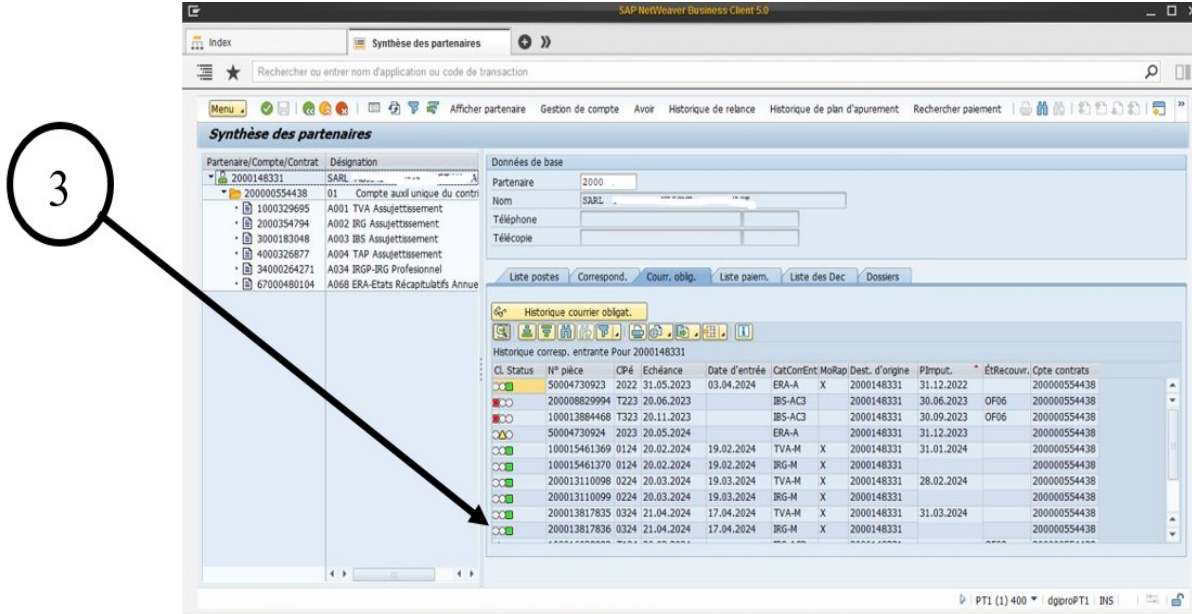 SAP NetWeaver Business Client 5.0
Index
Synthèse des partenaires
Rechercher ou entrer nom d'application ou code de transaction
Menu
Afficher partenaire Gestion de compte Avoir Historique de relance Historique de plan d'apurement Rechercher paiement
Synthèse des partenaires
3
Partenaire/Compte/Contrat Désignation
2000148331 SARL
200000554438 01 Compte auxil unique du contri
1000329695 A001 TVA Assujettissement
2000354794 A002 IRG Assujettissement
3000183048 A003 IBS Assujettissement
4000326877 A004 TAP Assujettissement
34000264271 A034 IRGP-IRG Profesionnel
67000480104 A068 ERA-Etats Récapitulatifs Annue
Données de base
Partenaire 2000
Nom SARL
Téléphone
Télécopie
Liste postes Correspond. Courr. oblig. Liste paiem. Liste des Dec Dossiers
Historique courrier obligat.
Historique corresp. entrante Pour 2000148331
Cl. Status N° pièce ClPé Echéance Date d'entrée CatCorrEnt MoRap Dest. d'origine PImput. ÉtRecouvr. Cpte contrats
50004730923 2022 31.05.2023 03.04.2024 ERA-A X 2000148331 31.12.2022 200000554438
200008829994 T223 20.06.2023 IBS-AC3 2000148331 30.06.2023 OF06 200000554438
100013884468 T323 20.11.2023 IBS-AC3 2000148331 30.09.2023 OF06 200000554438
50004730924 2023 20.05.2024 ERA-A 2000148331 31.12.2023 200000554438
100015461369 0124 20.02.2024 19.02.2024 TVA-M X 2000148331 31.01.2024 200000554438
100015461370 0124 20.02.2024 19.02.2024 IRG-M X 2000148331 200000554438
200013110098 0224 20.03.2024 19.03.2024 TVA-M X 2000148331 28.02.2024 200000554438
200013110099 0224 20.03.2024 19.03.2024 IRG-M X 2000148331 200000554438
200013817835 0324 21.04.2024 17.04.2024 TVA-M X 2000148331 31.03.2024 200000554438
200013817836 0324 21.04.2024 17.04.2024 IRG-M X 2000148331 200000554438
PT1 (1) 400 dgiproPT1 INS